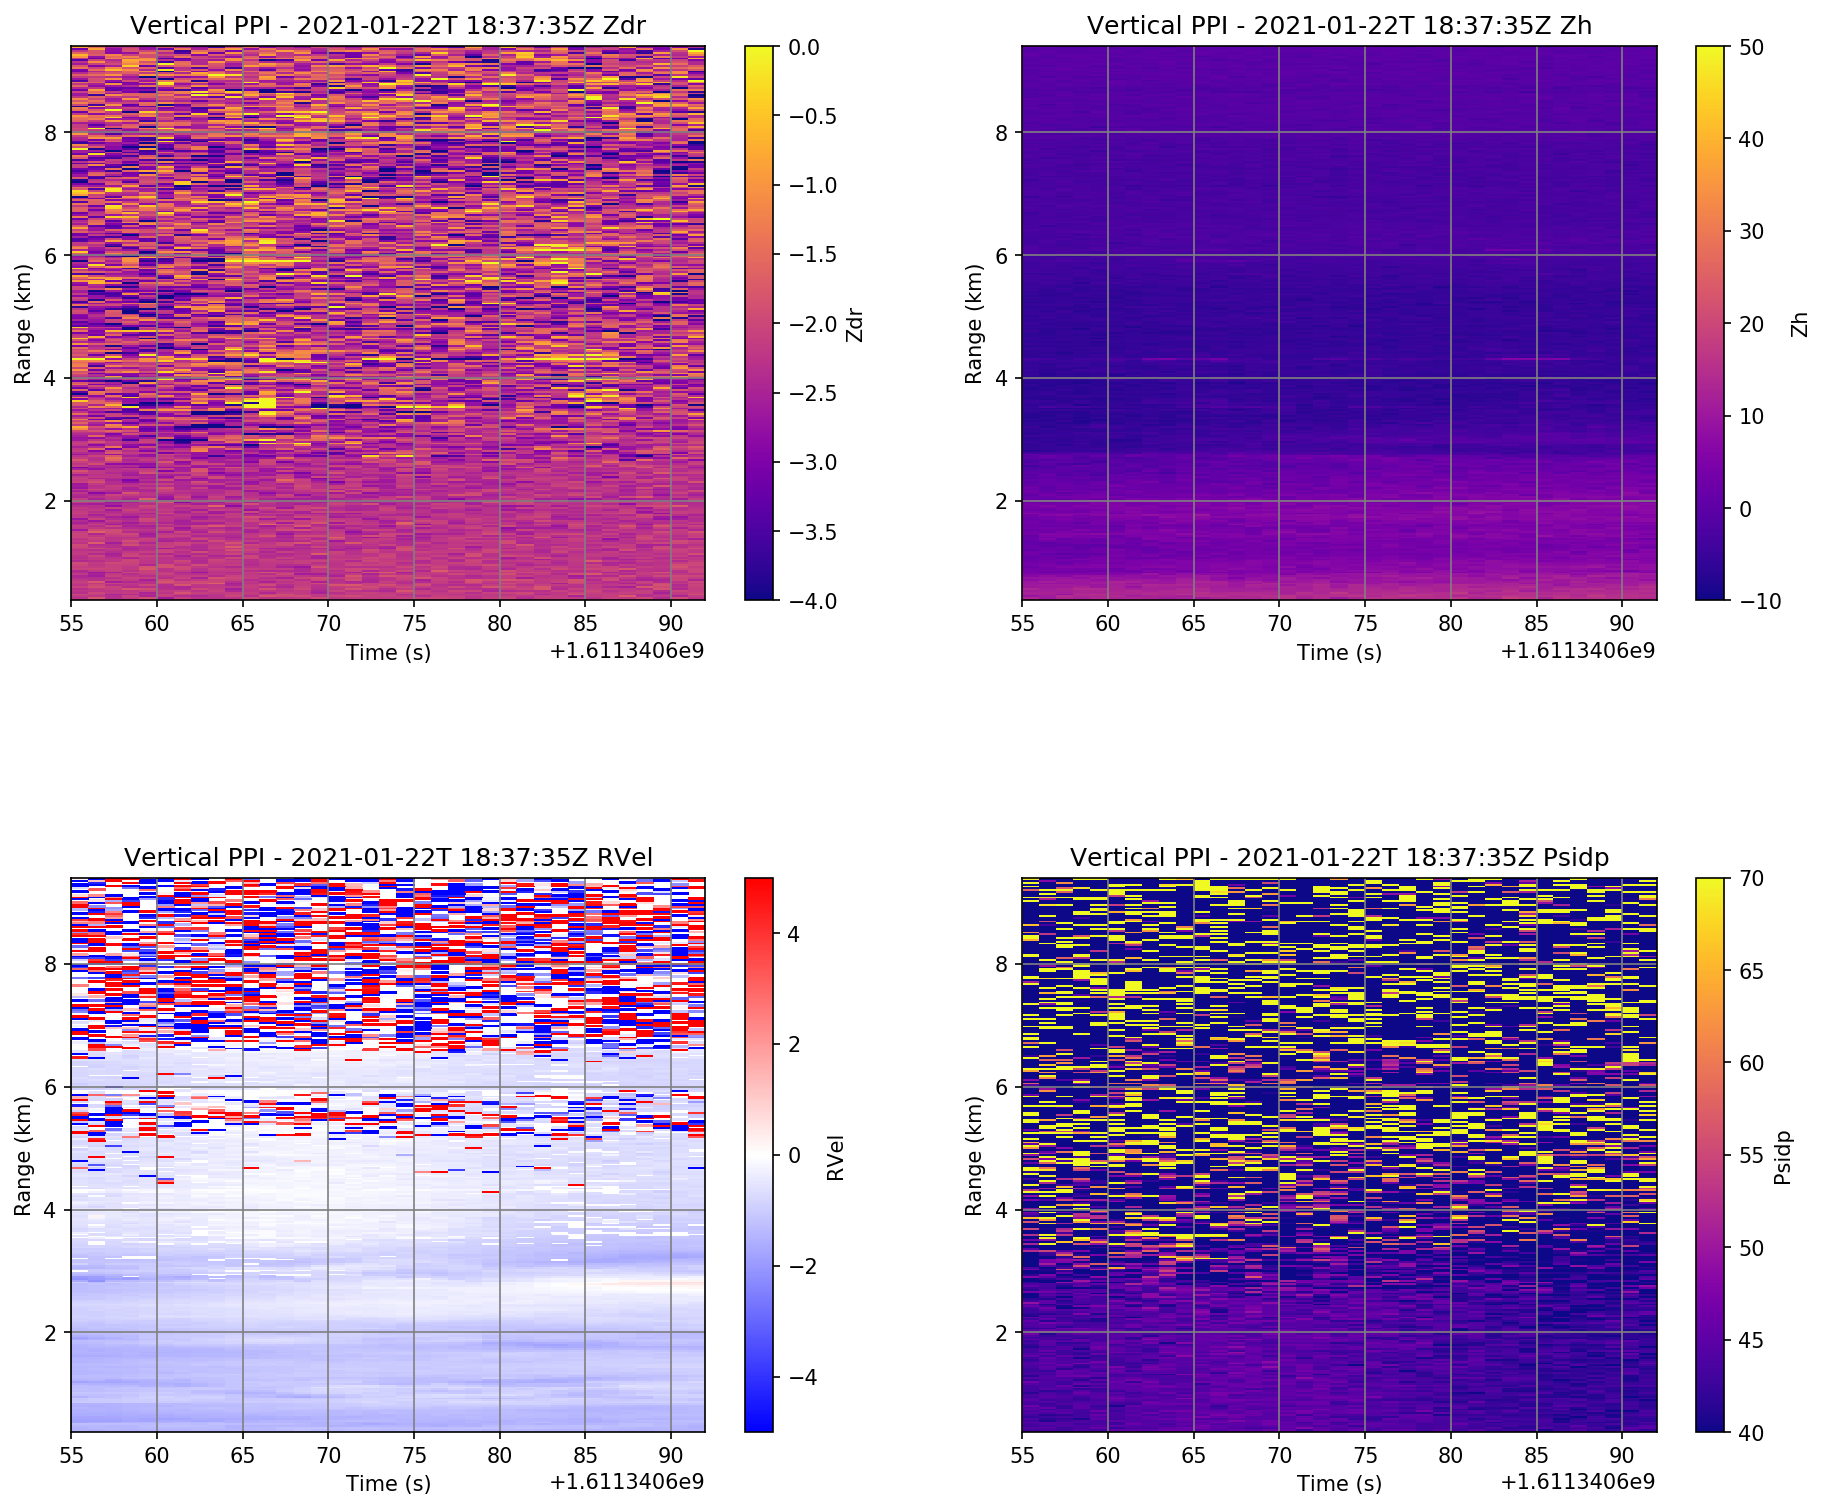 Vertical PPI - 2021-01-22T 18:37:35Z Zdr
8
6
4
2
Range (km)
55 60 65 70 75 80 85 90
Time (s)
+1.6113406e9
0.0
−0.5
−1.0
−1.5
−2.0
−2.5
−3.0
−3.5
−4.0
Zdr
Vertical PPI - 2021-01-22T 18:37:35Z Zh
8
6
4
2
Range (km)
55 60 65 70 75 80 85 90
Time (s)
+1.6113406e9
50
40
30
20
10
0
−10
Zh
Vertical PPI - 2021-01-22T 18:37:35Z RVel
8
6
4
2
Range (km)
55 60 65 70 75 80 85 90
Time (s)
+1.6113406e9
4
2
0
−2
−4
RVel
Vertical PPI - 2021-01-22T 18:37:35Z Psidp
8
6
4
2
Range (km)
55 60 65 70 75 80 85 90
Time (s)
+1.6113406e9
70
65
60
55
50
45
40
Psidp